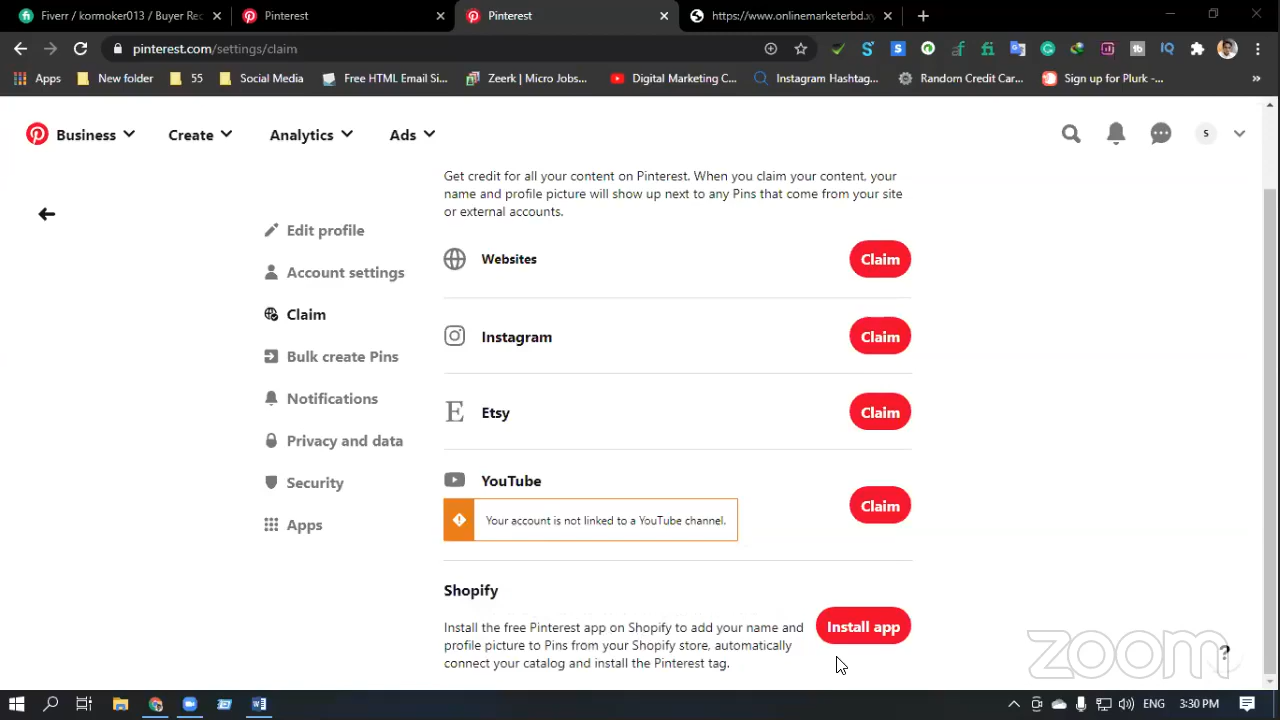 Fiverr / kormoker013 / Buyer Rec
Pinterest
Pinterest
https://www.onlinemarketerbd.xy
pinterest.com/settings/claim
Apps
New folder
55
Social Media
Free HTML Email Si...
Zeerk | Micro Jobs...
Digital Marketing C...
Instagram Hashtag...
Random Credit Car...
Sign up for Plurk -...
»
Business
Create
Analytics
Ads
S
Get credit for all your content on Pinterest. When you claim your content, your
name and profile picture will show up next to any Pins that come from your site
or external accounts.
Edit profile
Account settings
Claim
Bulk create Pins
Notifications
Privacy and data
Security
Apps
Websites
Claim
Instagram
Claim
E
Etsy
Claim
YouTube
Your account is not linked to a YouTube channel.
Claim
Shopify
Install the free Pinterest app on Shopify to add your name and
profile picture to Pins from your Shopify store, automatically
connect your catalog and install the Pinterest tag.
Install app
zoom
?
ENG
3:30 PM